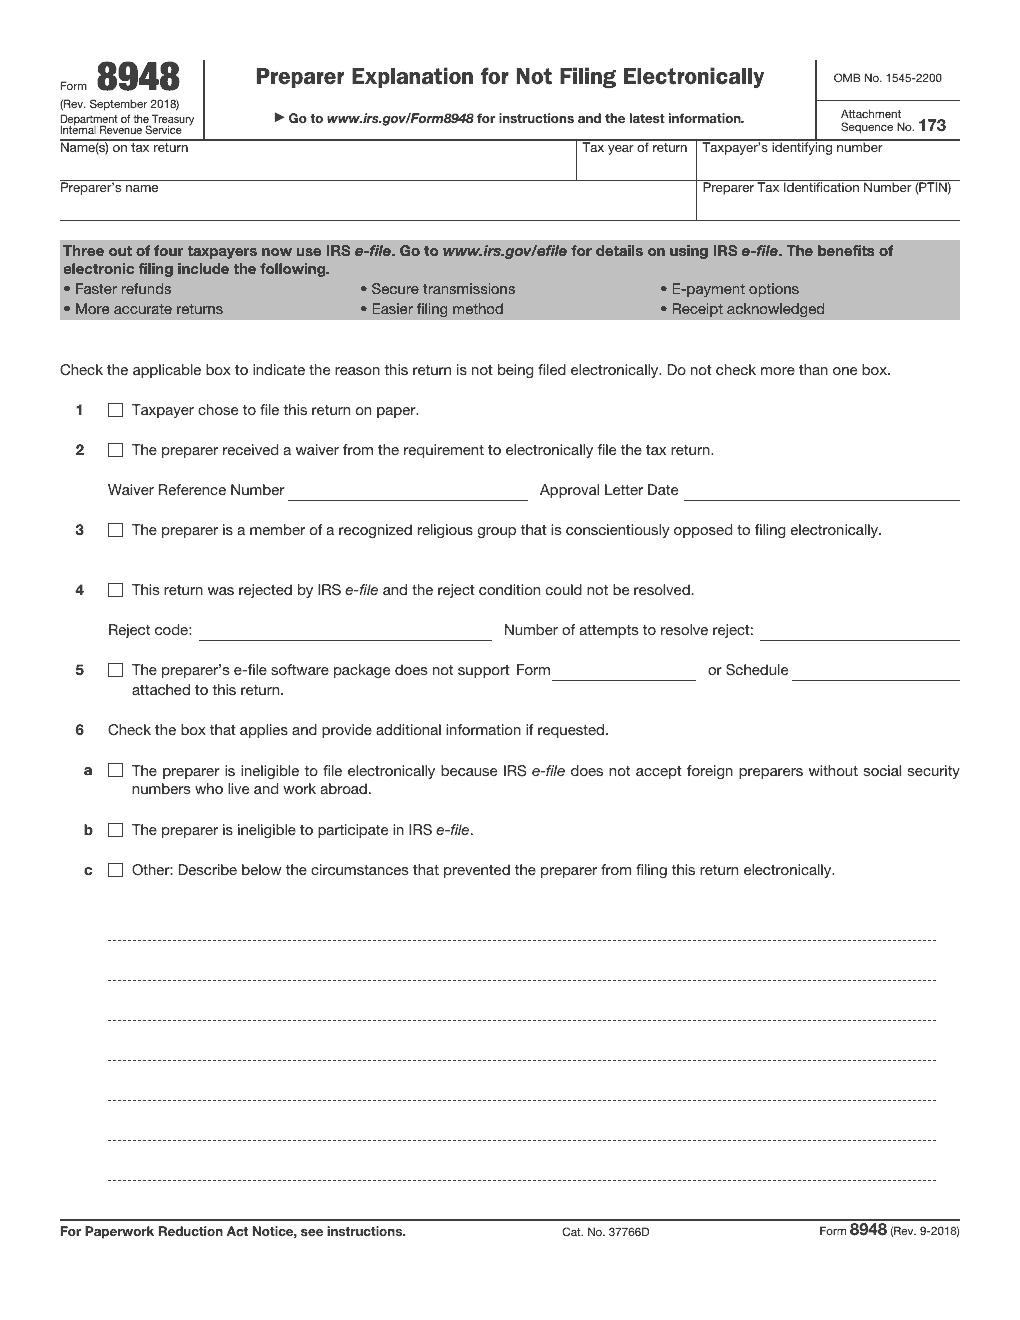 Form 8948
(Rev. September 2018)
Department of the Treasury
Internal Revenue Service
Preparer Explanation for Not Filing Electronically
▶ Go to www.irs.gov/Form8948 for instructions and the latest information.
OMB No. 1545-2200
Attachment
Sequence No. 173
Name(s) on tax return
Tax year of return
Taxpayer's identifying number
Preparer's name
Preparer Tax Identification Number (PTIN)
Three out of four taxpayers now use IRS e-file. Go to www.irs.gov/efile for details on using IRS e-file. The benefits of
electronic filing include the following.
• Faster refunds • Secure transmissions • E-payment options
• More accurate returns • Easier filing method • Receipt acknowledged
Check the applicable box to indicate the reason this return is not being filed electronically. Do not check more than one box.
1 Taxpayer chose to file this return on paper.
2 The preparer received a waiver from the requirement to electronically file the tax return.
Waiver Reference Number Approval Letter Date
3 The preparer is a member of a recognized religious group that is conscientiously opposed to filing electronically.
4 This return was rejected by IRS e-file and the reject condition could not be resolved.
Reject code: Number of attempts to resolve reject:
5 The preparer's e-file software package does not support Form or Schedule
attached to this return.
6 Check the box that applies and provide additional information if requested.
a The preparer is ineligible to file electronically because IRS e-file does not accept foreign preparers without social security
numbers who live and work abroad.
b The preparer is ineligible to participate in IRS e-file.
c Other: Describe below the circumstances that prevented the preparer from filing this return electronically.
For Paperwork Reduction Act Notice, see instructions. Cat. No. 37766D Form 8948 (Rev. 9-2018)